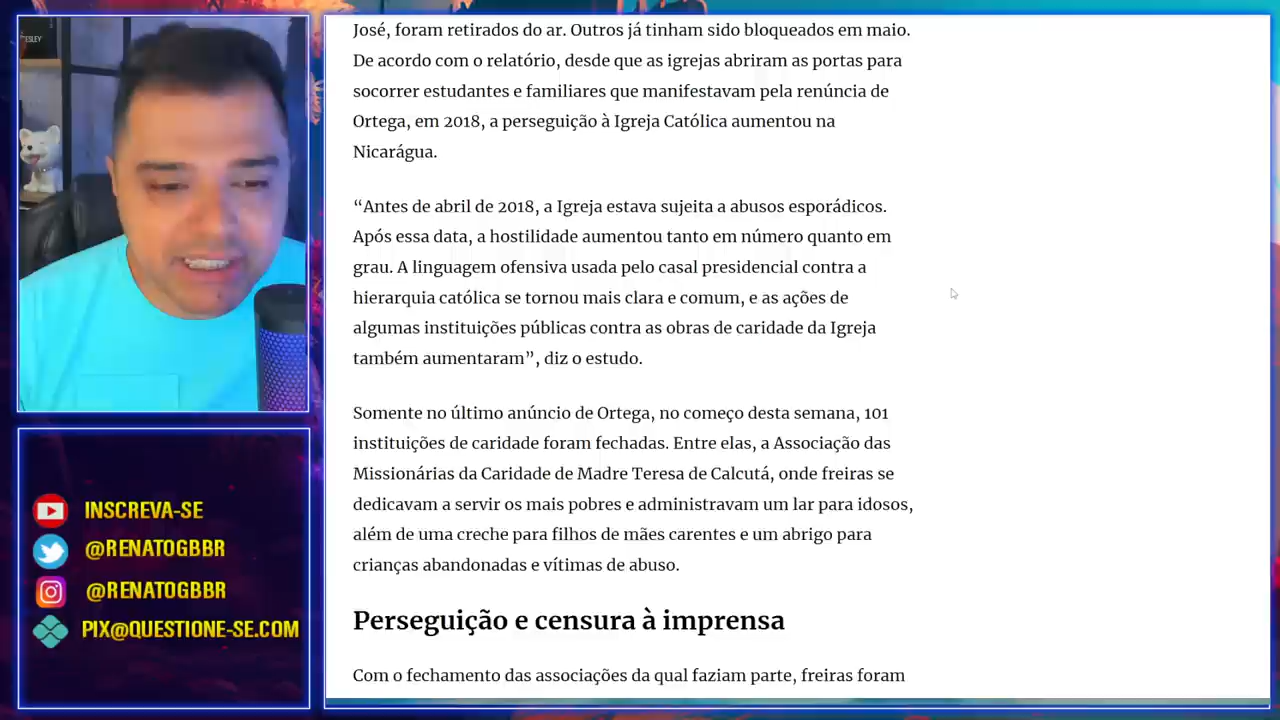 ESLEY
José, foram retirados do ar. Outros já tinham sido bloqueados em maio.
De acordo com o relatório, desde que as igrejas abriram as portas para
socorrer estudantes e familiares que manifestavam pela renúncia de
Ortega, em 2018, a perseguição à Igreja Católica aumentou na
Nicarágua.
“Antes de abril de 2018, a Igreja estava sujeita a abusos esporádicos.
Após essa data, a hostilidade aumentou tanto em número quanto em
grau. A linguagem ofensiva usada pelo casal presidencial contra a
hierarquia católica se tornou mais clara e comum, e as ações de
algumas instituições públicas contra as obras de caridade da Igreja
também aumentaram”, diz o estudo.
Somente no último anúncio de Ortega, no começo desta semana, 101
instituições de caridade foram fechadas. Entre elas, a Associação das
Missionárias da Caridade de Madre Teresa de Calcutá, onde freiras se
dedicavam a servir os mais pobres e administravam um lar para idosos,
além de uma creche para filhos de mães carentes e um abrigo para
crianças abandonadas e vítimas de abuso.
Perseguição e censura à imprensa
Com o fechamento das associações da qual faziam parte, freiras foram
INSCREVA-SE
@RENATOGBBR
@RENATOGBBR
PIX@QUESTIONE-SE.COM